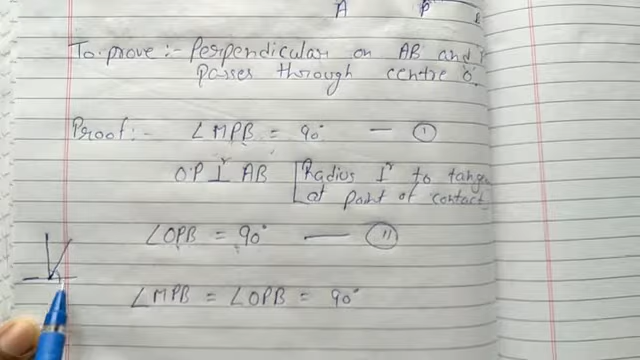 A P
To prove :- Perpendicular on AB and
passes through centre 'O'.
Proof:- ∠MPB = 90° — (I)
OP ⊥r AB [Radius ⊥r to
at point of contact
∠OPB = 90° — (II)
∠MPB = ∠OPB = 90°